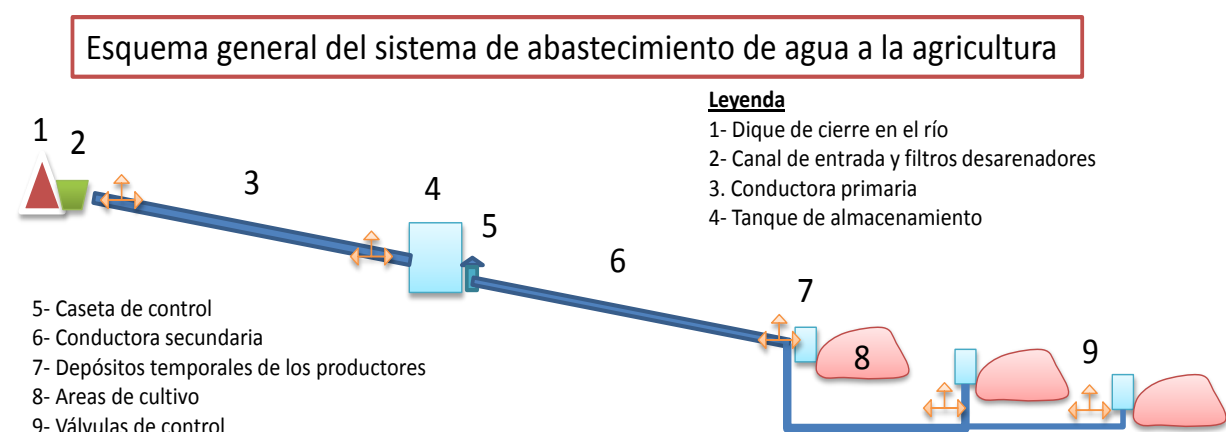 Esquema general del sistema de abastecimiento de agua a la agricultura
Leyenda
1- Dique de cierre en el río
2- Canal de entrada y filtros desarenadores
3. Conductora primaria
4- Tanque de almacenamiento
1
2
3
4
5
6
7
8
9
5- Caseta de control
6- Conductora secundaria
7- Depósitos temporales de los productores
8- Areas de cultivo
9- Válvulas de control